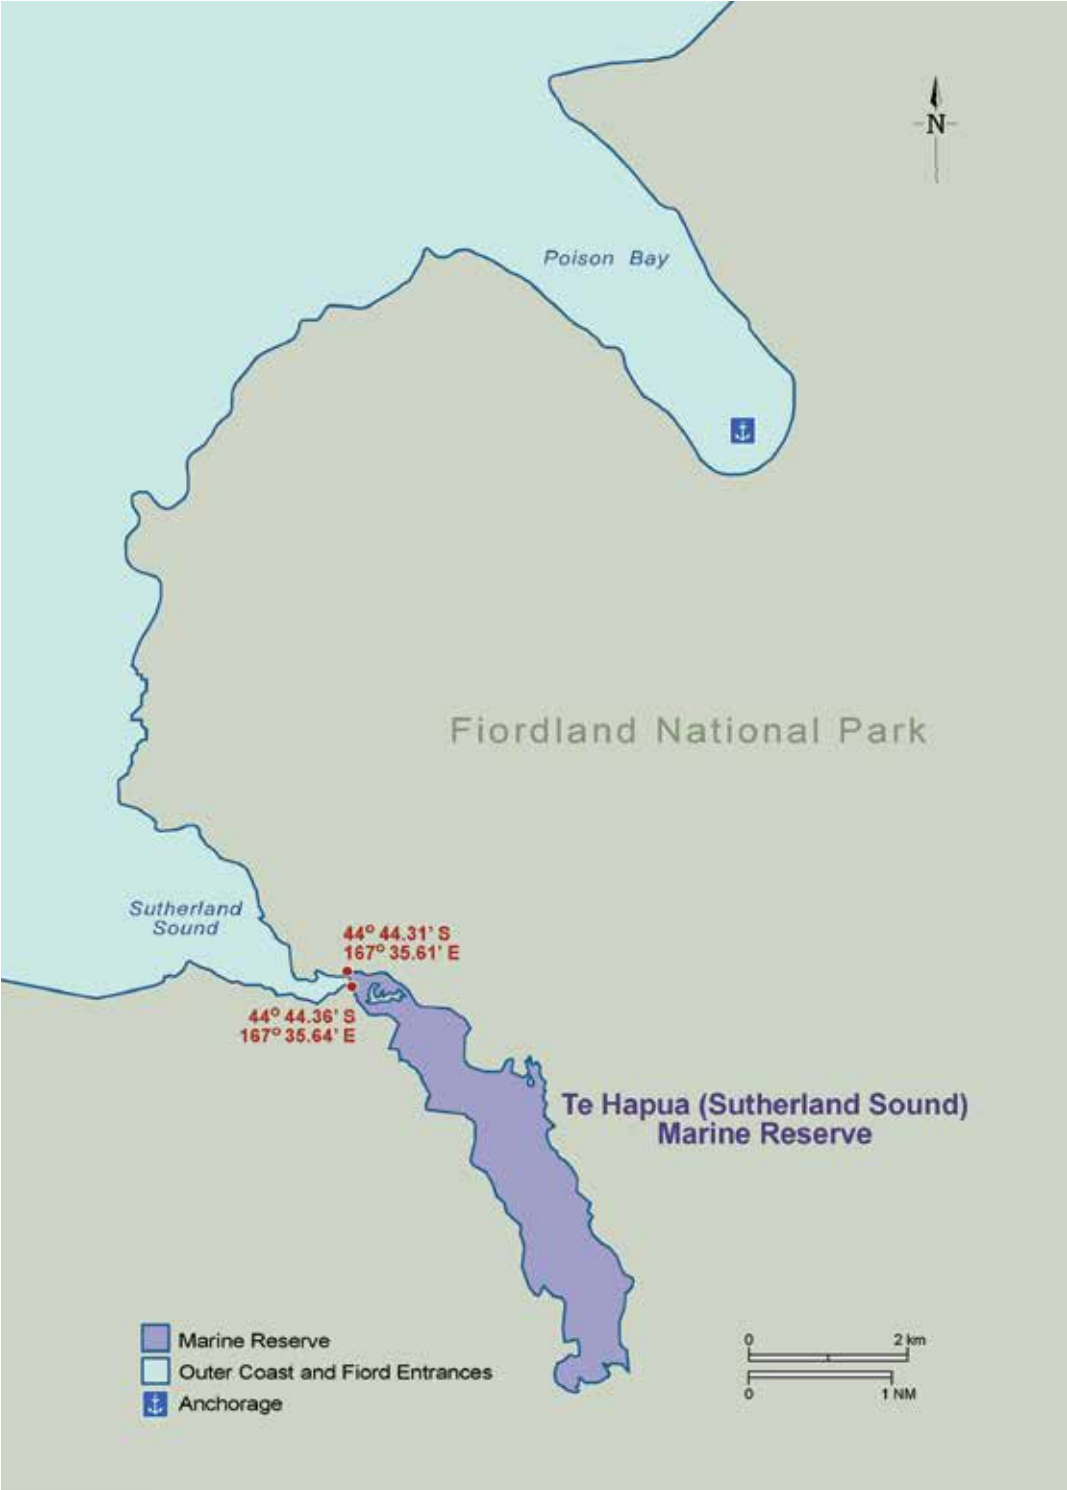 N
Poison Bay
Fiordland National Park
Sutherland
Sound
44° 44.31' S
167° 35.61' E
44° 44.36' S
167° 35.64' E
Te Hapua (Sutherland Sound)
Marine Reserve
Marine Reserve
Outer Coast and Fiord Entrances
Anchorage
0 2 km
0 1 NM